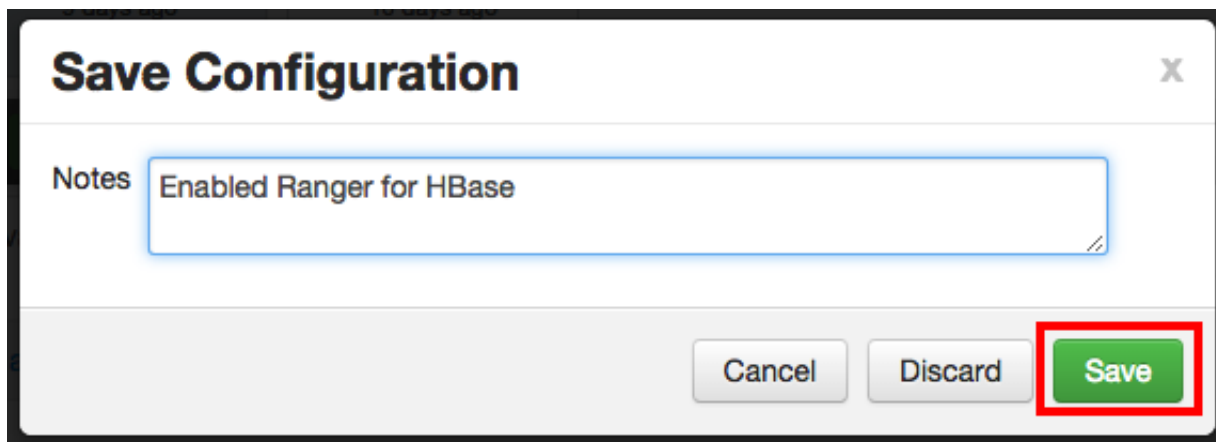 Save Configuration
x
Notes
Enabled Ranger for HBase
Cancel
Discard
Save